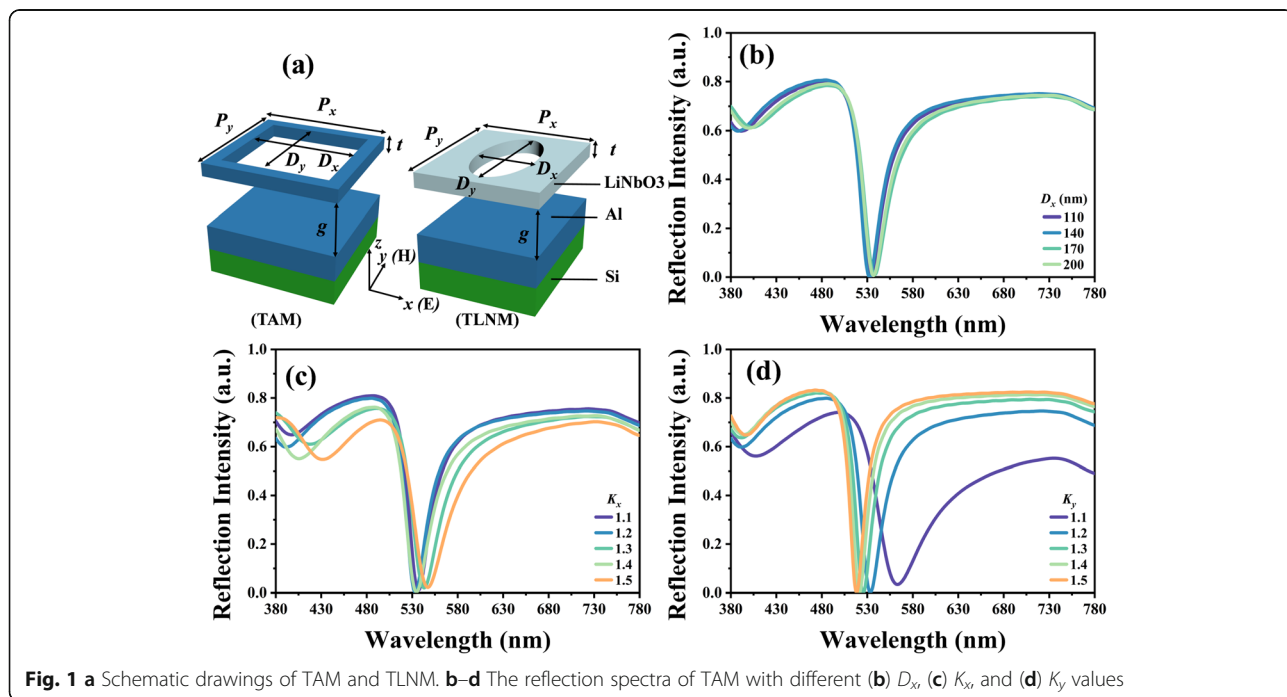 (a)
P_y
P_x
t
D_y
D_x
g
z
y (H)
x (E)
(TAM)
P_y
P_x
t
D_x
D_y
LiNbO3
Al
g
Si
(TLNM)
(b)
Reflection Intensity (a.u.)
1.0
0.8
0.6
0.4
0.2
0.0
D_x (nm)
110
140
170
200
380 430 480 530 580 630 680 730 780
Wavelength (nm)
(c)
Reflection Intensity (a.u.)
1.0
0.8
0.6
0.4
0.2
0.0
K_x
1.1
1.2
1.3
1.4
1.5
380 430 480 530 580 630 680 730 780
Wavelength (nm)
(d)
Reflection Intensity (a.u.)
1.0
0.8
0.6
0.4
0.2
0.0
K_y
1.1
1.2
1.3
1.4
1.5
380 430 480 530 580 630 680 730 780
Wavelength (nm)
Fig. 1 a Schematic drawings of TAM and TLNM. b–d The reflection spectra of TAM with different (b) D_x, (c) K_x, and (d) K_y values